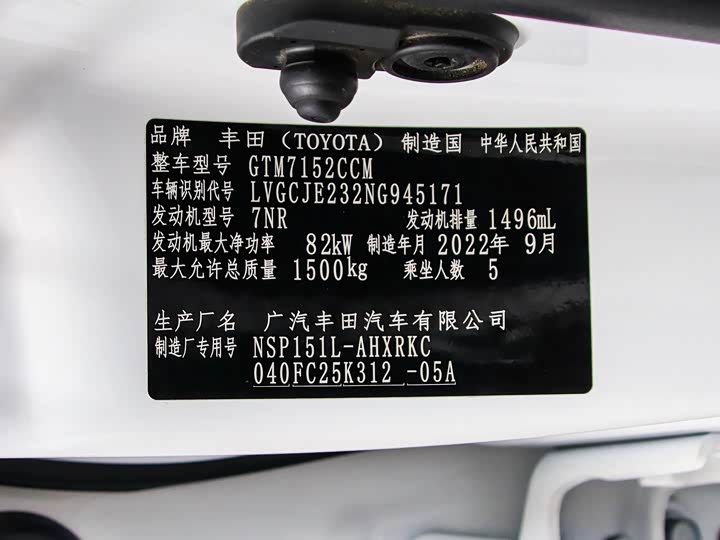 品牌 丰田（TOYOTA） 制造国 中华人民共和国
整车型号 GTM7152CCM
车辆识别代号 LVGCJE232NG945171
发动机型号 7NR 发动机排量 1496mL
发动机最大净功率 82kW 制造年月 2022年 9月
最大允许总质量 1500kg 乘坐人数 5
生产厂名 广汽丰田汽车有限公司
制造厂专用号 NSP151L-AHXRKC
040FC25K312 -05A